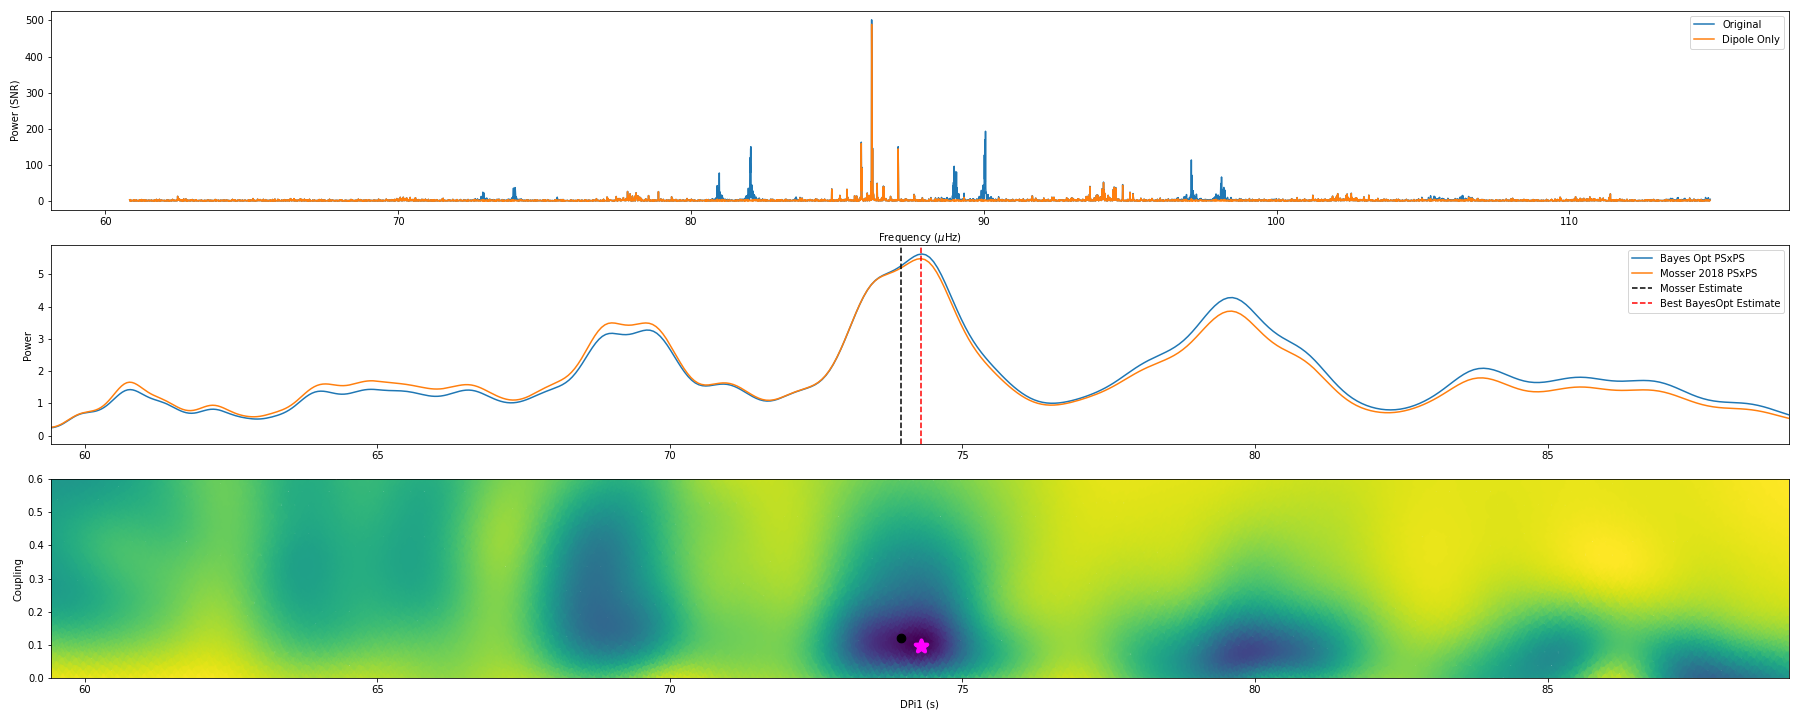 500
400
300
200
100
0
Power (SNR)
Original
Dipole Only
60 70 80 90 100 110
Frequency (μHz)
5
4
3
2
1
0
Power
Bayes Opt PSxPS
Mosser 2018 PSxPS
Mosser Estimate
Best BayesOpt Estimate
60 65 70 75 80 85
0.6
0.5
0.4
0.3
0.2
0.1
0.0
Coupling
60 65 70 75 80 85
DPi1 (s)